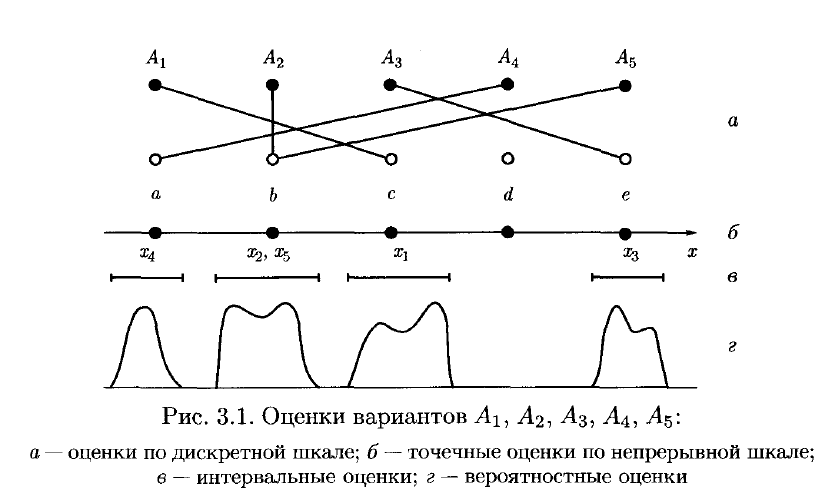 A₁ A₂ A₃ A₄ A₅
а
a b c d e
б
x₄ x₂, x₅ x₁ x₃ x
в
г
Рис. 3.1. Оценки вариантов A₁, A₂, A₃, A₄, A₅:
а — оценки по дискретной шкале; б — точечные оценки по непрерывной шкале;
в — интервальные оценки; г — вероятностные оценки